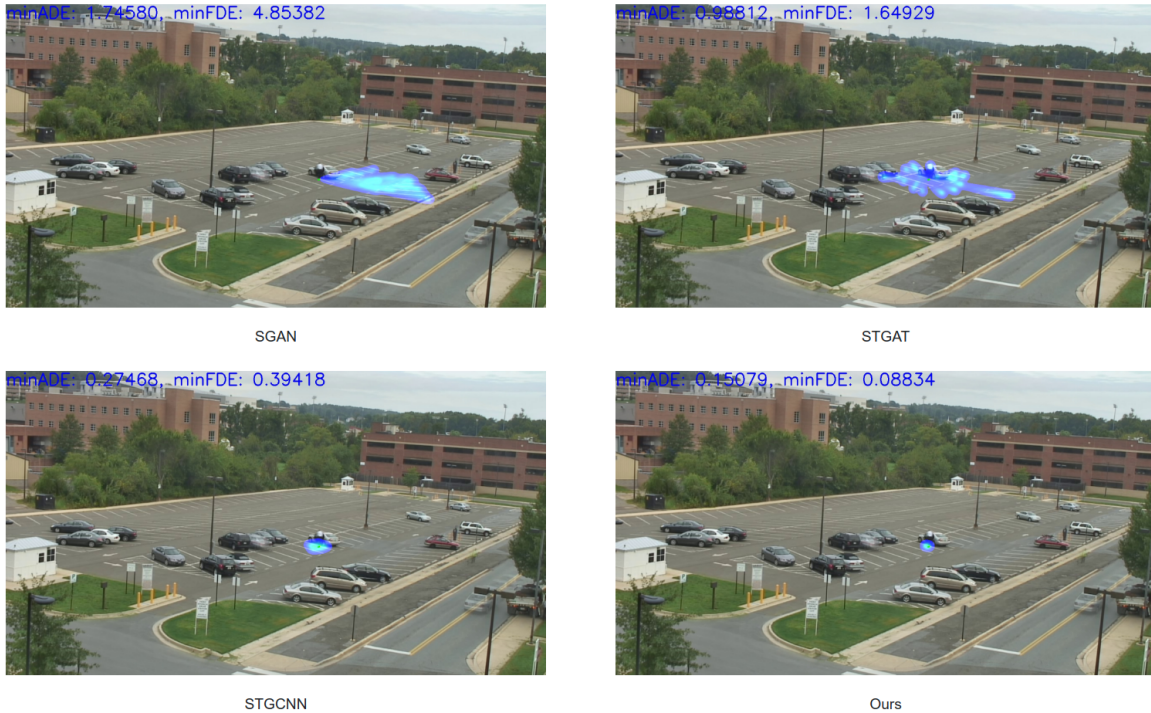 minADE: 1.74580, minFDE: 4.85382
minADE: 0.98812, minFDE: 1.64929
SGAN
STGAT
minADE: 0.27468, minFDE: 0.39418
minADE: 0.15079, minFDE: 0.08834
STGCNN
Ours